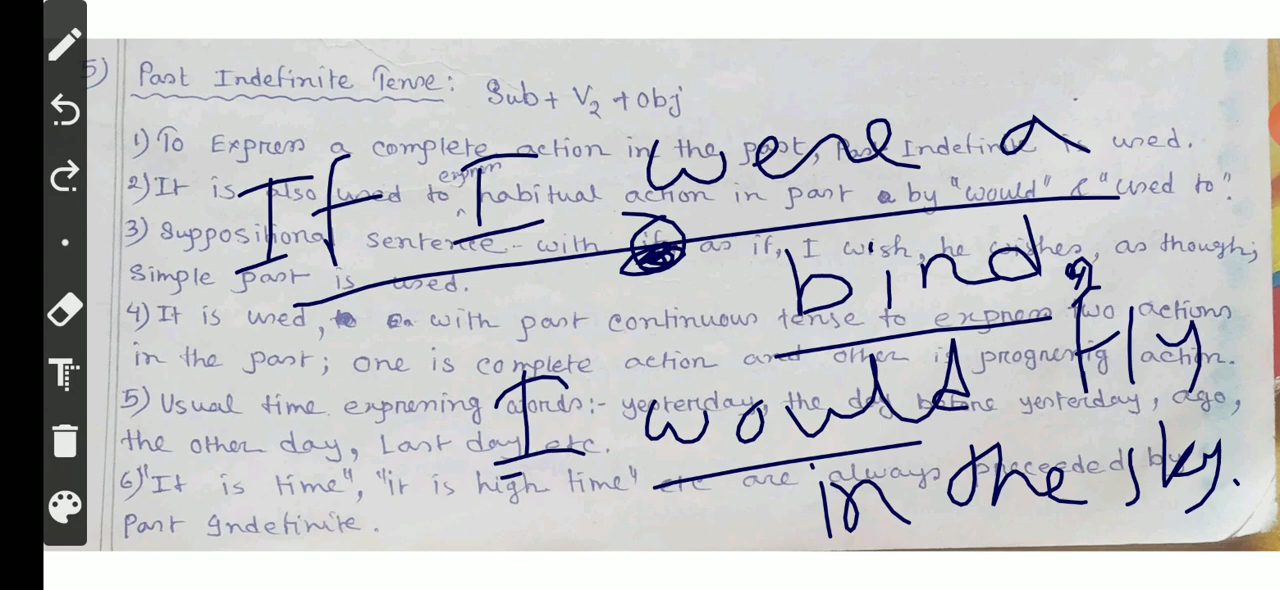 5) Past Indefinite Tense: Sub + V2 + Obj
1) To Express a complete action in the past, Past Indefinite is used.
2) It is also used to express habitual action in past by "would" & "used to".
3) Suppositional sentence - with if, as if, I wish, he wishes, as though;
Simple past is used.
4) It is used, with past continuous tense to express two actions
in the past; one is complete action and other is progressing action.
5) Usual time expressing words:- yesterday, the day before yesterday, ago,
the other day, Last day etc.
6) "It is time", "it is high time" etc are always preceeded by
Past Indefinite.
If I were a
bird,
I would fly
in the sky.